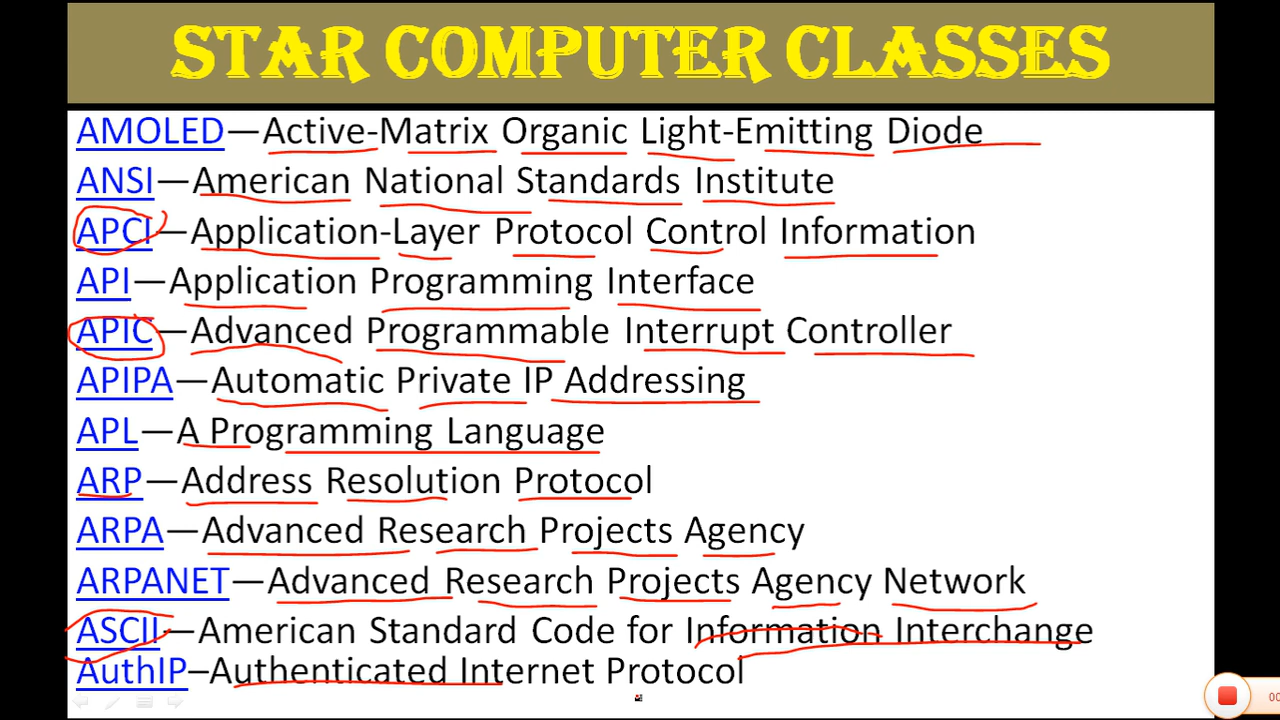 STAR COMPUTER CLASSES
AMOLED—Active-Matrix Organic Light-Emitting Diode
ANSI—American National Standards Institute
APCI—Application-Layer Protocol Control Information
API—Application Programming Interface
APIC—Advanced Programmable Interrupt Controller
APIPA—Automatic Private IP Addressing
APL—A Programming Language
ARP—Address Resolution Protocol
ARPA—Advanced Research Projects Agency
ARPANET—Advanced Research Projects Agency Network
ASCII—American Standard Code for Information Interchange
AuthIP–Authenticated Internet Protocol
00